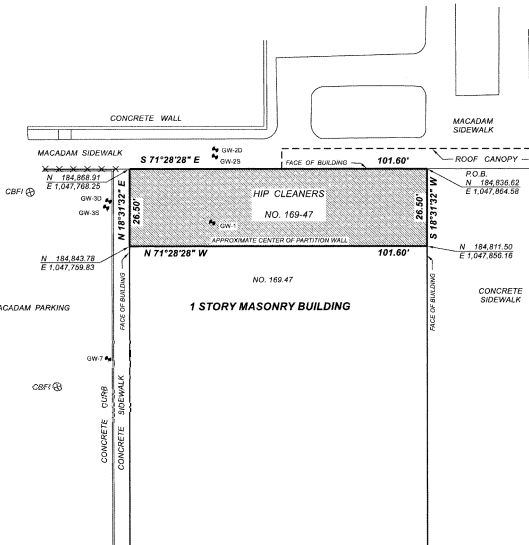 CONCRETE WALL
MACADAM
SIDEWALK
MACADAM SIDEWALK
GW-2D
GW-2S
S 71°28'28" E
FACE OF BUILDING
101.60'
ROOF CANOPY
P.O.B.
N 184,868.91
E 1,047,768.25
N 184,836.62
E 1,047,864.58
CBF
GW-3D
GW-3S
N 18°31'32" E
26.50'
HIP CLEANERS
NO. 169-47
GW-1
26.50'
S 18°31'32" W
APPROXIMATE CENTER OF PARTITION WALL
N 184,843.78
E 1,047,759.83
N 71°28'28" W
101.60'
N 184,811.50
E 1,047,856.16
FACE OF BUILDING
NO. 169.47
FACE OF BUILDING
CONCRETE
SIDEWALK
ACADAM PARKING
1 STORY MASONRY BUILDING
GW-7
CBF
CONCRETE CURB
CONCRETE SIDEWALK